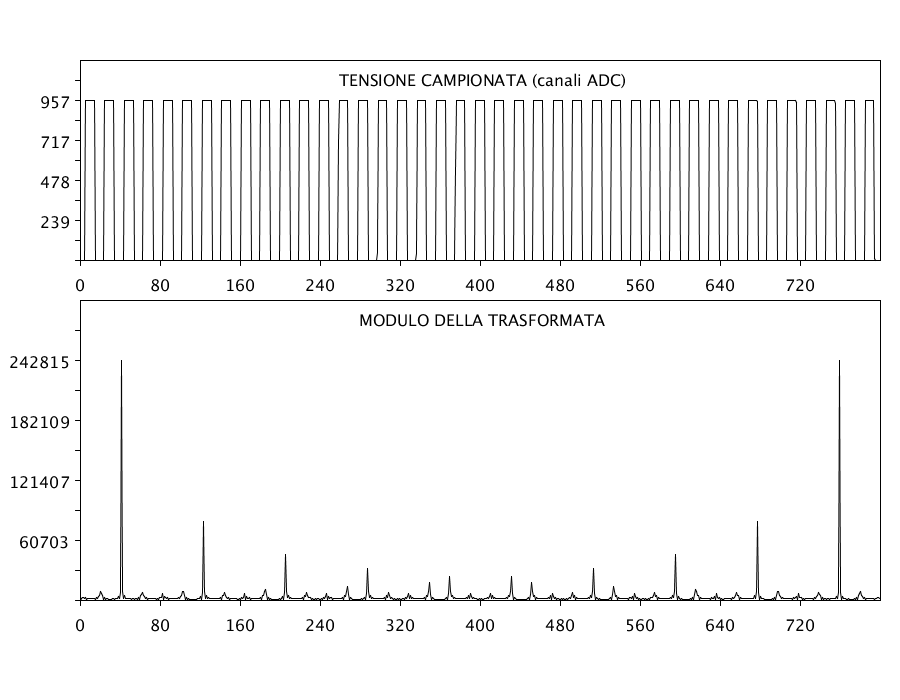 TENSIONE CAMPIONATA (canali ADC)
957
717
478
239
0 80 160 240 320 400 480 560 640 720
MODULO DELLA TRASFORMATA
242815
182109
121407
60703
0 80 160 240 320 400 480 560 640 720